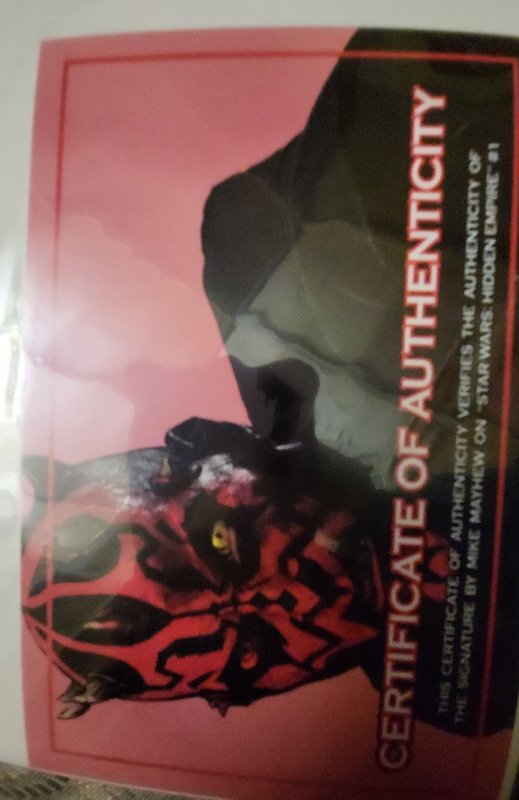 CERTIFICATE OF AUTHENTICITY
THIS CERTIFICATE OF AUTHENTICITY VERIFIES THE AUTHENTICITY OF
THE SIGNATURE BY MIKE MAYHEW ON "STAR WARS: HIDDEN EMPIRE" #1